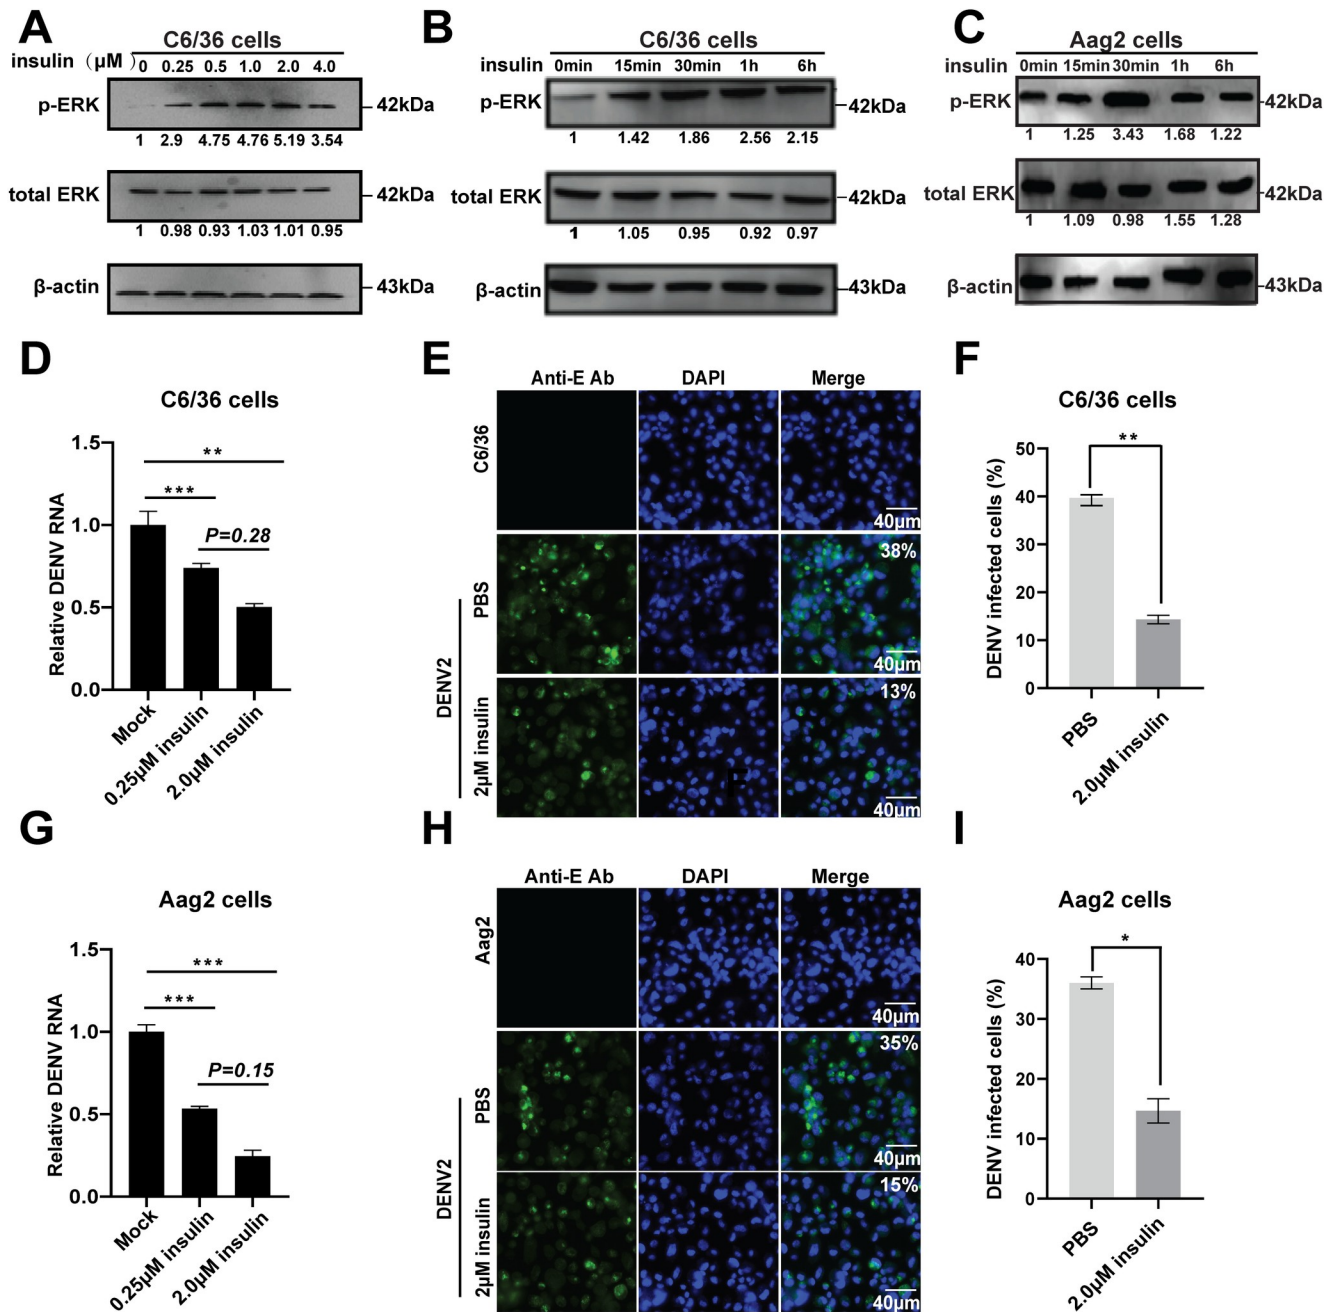 A
C6/36 cells
insulin（μM ） 0 0.25 0.5 1.0 2.0 4.0
p-ERK
42kDa
1 2.9 4.75 4.76 5.19 3.54
total ERK
42kDa
1 0.98 0.93 1.03 1.01 0.95
β-actin
43kDa
B
C6/36 cells
insulin 0min 15min 30min 1h 6h
p-ERK
42kDa
1 1.42 1.86 2.56 2.15
total ERK
42kDa
1 1.05 0.95 0.92 0.97
β-actin
43kDa
C
Aag2 cells
insulin 0min 15min 30min 1h 6h
p-ERK
42kDa
1 1.25 3.43 1.68 1.22
total ERK
42kDa
1 1.09 0.98 1.55 1.28
β-actin
43kDa
D
C6/36 cells
Relative DENV RNA
1.5
1.0
0.5
0.0
**
***
P=0.28
Mock
0.25μM insulin
2.0μM insulin
E
Anti-E Ab DAPI Merge
C6/36
40μm
DENV2
PBS
38%
40μm
2μM insulin
13%
F
40μm
F
C6/36 cells
DENV infected cells (%)
50
40
30
20
10
0
**
PBS
2.0μM insulin
G
Aag2 cells
Relative DENV RNA
1.5
1.0
0.5
0.0
***
***
P=0.15
Mock
0.25μM insulin
2.0μM insulin
H
Anti-E Ab DAPI Merge
Aag2
40μm
DENV2
PBS
35%
40μm
2μM insulin
15%
40μm
I
Aag2 cells
DENV infected cells (%)
40
30
20
10
0
*
PBS
2.0μM insulin